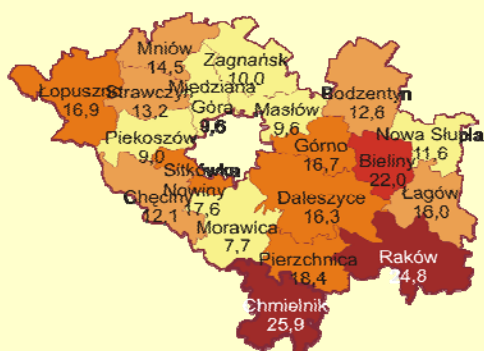 Mniów
14,5
Zagnańsk
10,0
Łopuszno
16,9
Strawczyn
13,2
Miedziana
Góra
9,6
Masłów
9,6
Bodzentyn
12,6
Piekoszów
9,0
Górno
16,7
Bieliny
22,0
Nowa Słupia
11,6
Sitkówka
Nowiny
17,6
Chęciny
12,1
Daleszyce
16,3
Łagów
16,0
Morawica
7,7
Pierzchnica
18,4
Raków
24,8
Chmielnik
25,9